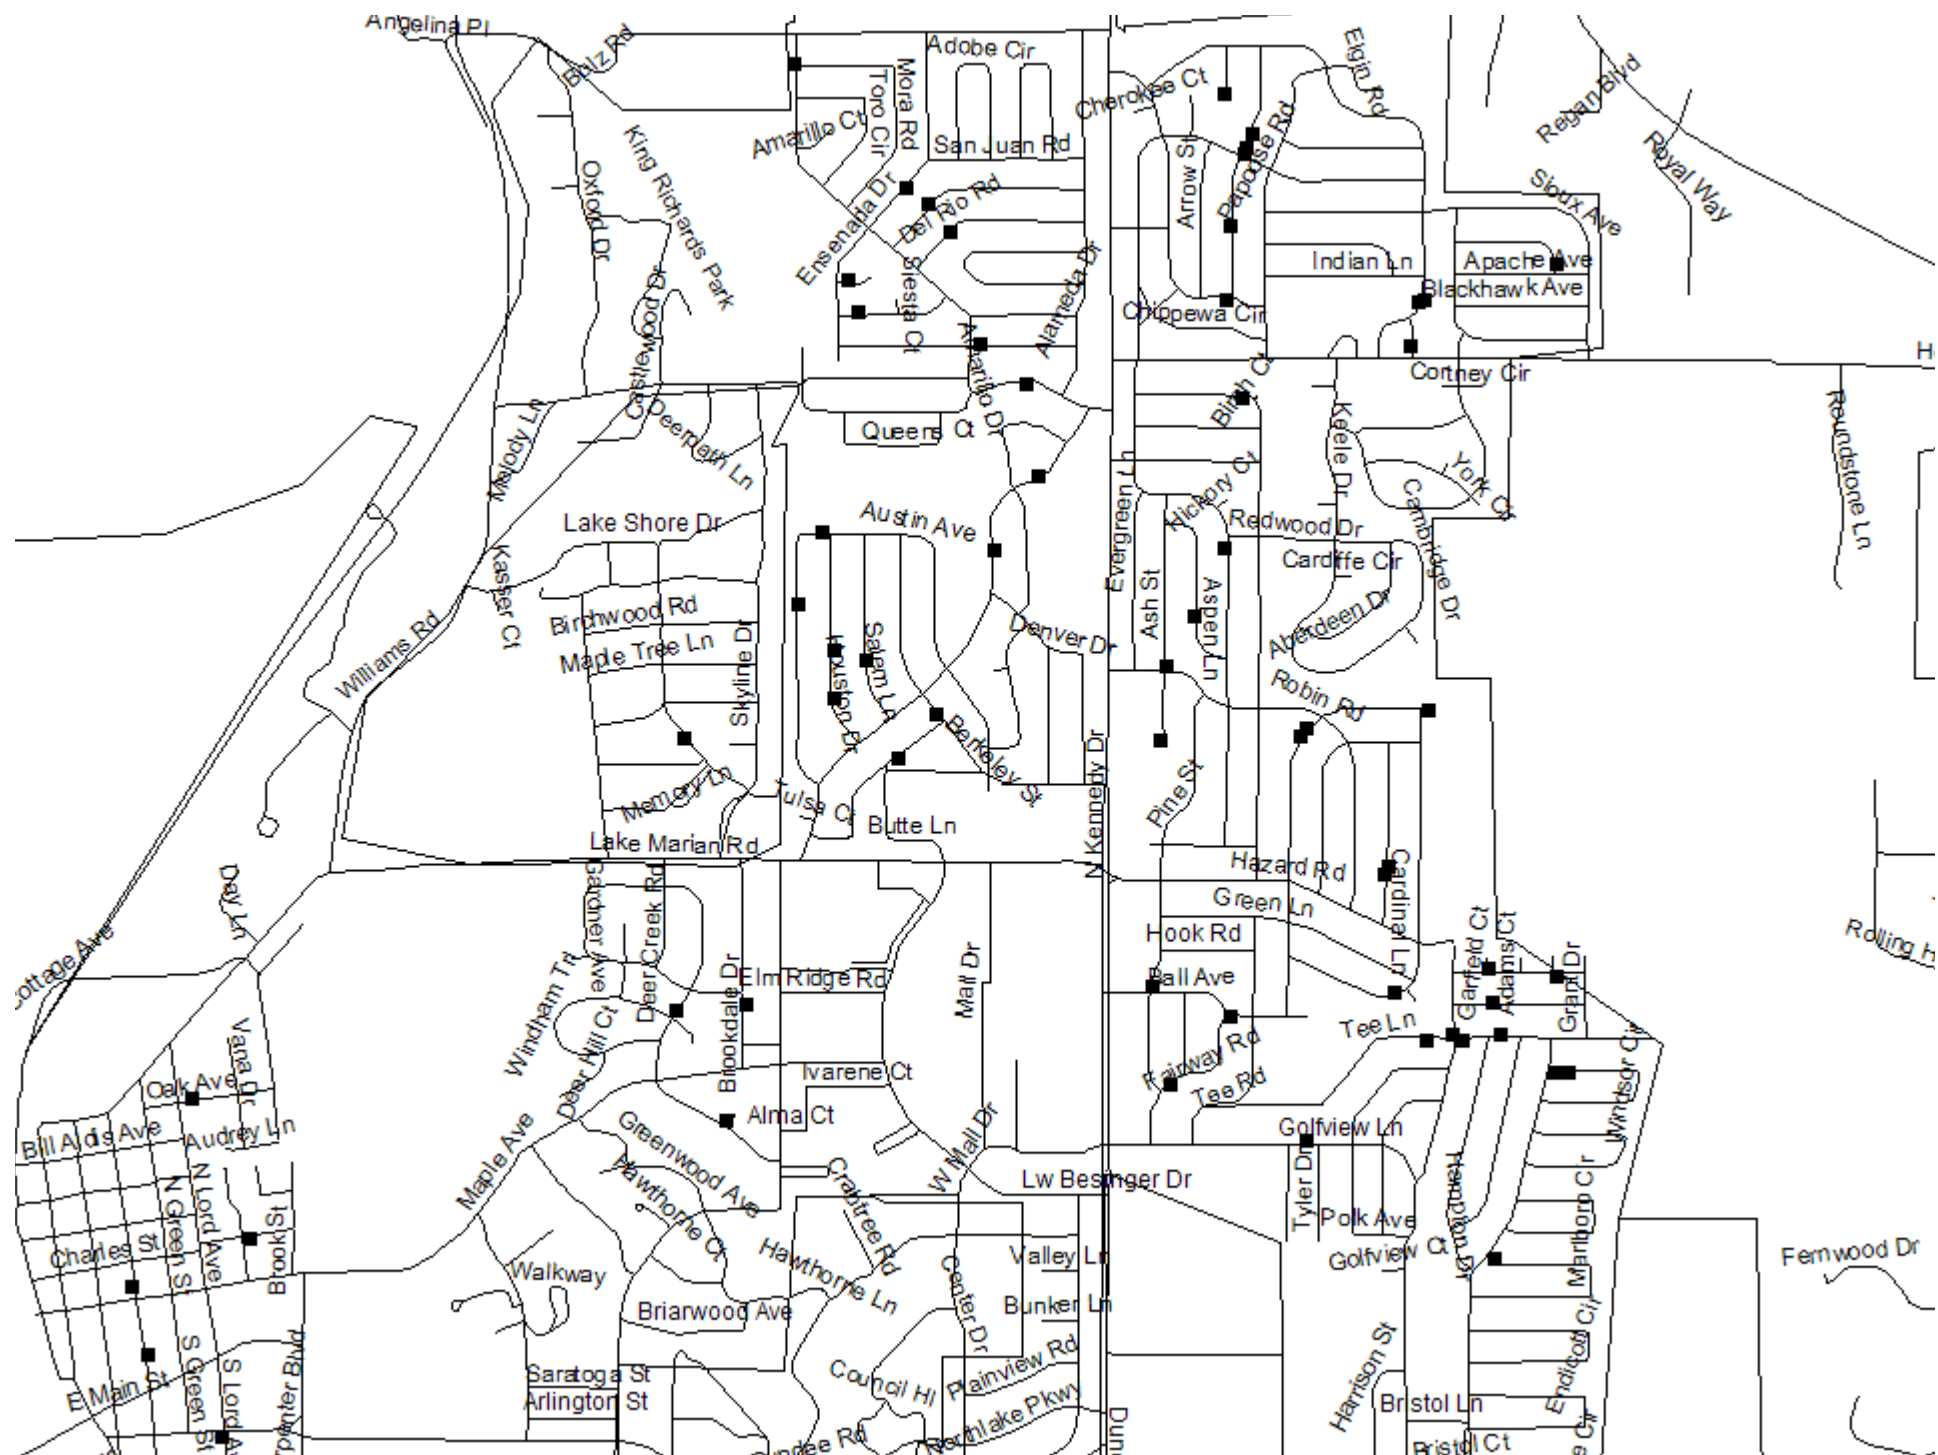 Angelina Pl
Bolz Rd
Adobe Cir
Mora Rd
Toro Cir
Amarillo Ct
San Juan Rd
Cherokee Ct
Elgin Rd
Regan Blvd
Royal Way
King Richards Park
Oxford Dr
Ensenada Dr
Del Rio Rd
Arrow St
Papoose Rd
Sioux Ave
Siesta Ct
Alameda Dr
Indian Ln
Apache Ave
Blackhawk Ave
Chippewa Cir
Castlewood Dr
Amarillo Dr
Cortney Cir
Birch Ct
Melody Ln
Deerpath Ln
Queens Ct
Keele Dr
Roundstone Ln
York Cir
Hickory Ct
Evergreen Ln
Cambridge Dr
Lake Shore Dr
Austin Ave
Redwood Dr
Cardiffe Cir
Kasser Ct
Ash St
Aspen Ln
Aberdeen Dr
Birchwood Rd
Maple Tree Ln
Williams Rd
Skyline Dr
Houston Dr
Salem Ln
Denver Dr
Robin Rd
Berkeley St
N Kennedy Dr
Pine St
Memory Ln
Tulsa Ct
Butte Ln
Lake Marian Rd
Hazard Rd
Cardinal Ln
Day Ln
Gardner Ave
Deer Creek Rd
Green Ln
Hook Rd
Garfield Ct
Adams Ct
Grant Dr
Rolling H
Cottage Ave
Windham Trl
Elm Ridge Rd
Mall Dr
Ball Ave
Brookdale Dr
Deer Hill Ct
Tee Ln
Vana Dr
Oak Ave
Ivarene Ct
Fairway Rd
Tee Rd
Windsor Cir
Bill Aldis Ave
Audrey Ln
Maple Ave
Greenwood Ave
Alma Ct
W Mall Dr
Golfview Ln
N Green St
N Lord Ave
Hawthorne Ct
Crabtree Rd
Lw Besinger Dr
Tyler Dr
Polk Ave
Hampton Dr
Marlboro Cir
Charles St
Brook St
Walkway
Hawthorne Ln
Valley Ln
Golfview Ct
Fernwood Dr
Briarwood Ave
Center Dr
Bunker Ln
Endicott Cir
Harrison St
S Green St
S Lord A
rpenter Blvd
E Main St
Saratoga St
Arlington St
Council Hl
Plainview Rd
Northlake Pkwy
Bristol Ln
Bristol Ct